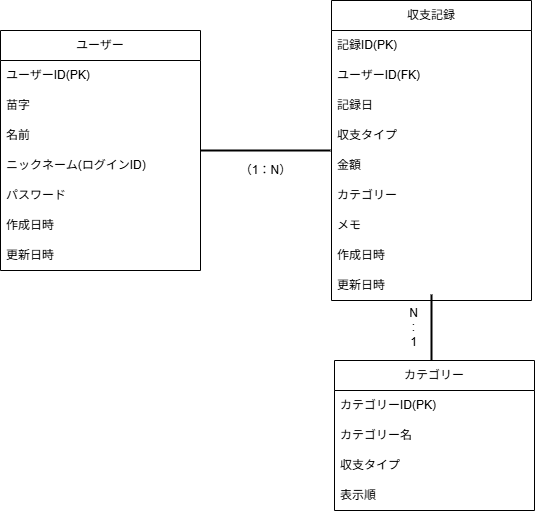 ユーザー
ユーザーID(PK)
苗字
名前
ニックネーム(ログインID)
パスワード
作成日時
更新日時
（1：N）
収支記録
記録ID(PK)
ユーザーID(FK)
記録日
収支タイプ
金額
カテゴリー
メモ
作成日時
更新日時
N
:
1
カテゴリー
カテゴリーID(PK)
カテゴリー名
収支タイプ
表示順